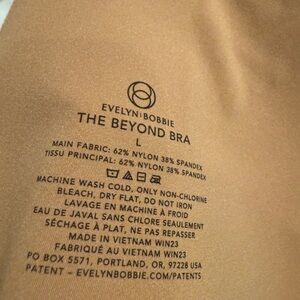 EVELYN & BOBBIE
THE BEYOND BRA
L
MAIN FABRIC: 62% NYLON 38% SPANDEX
TISSU PRINCIPAL: 62% NYLON 38% SPANDEX
MACHINE WASH COLD, ONLY NON-CHLORINE
BLEACH, DRY FLAT, DO NOT IRON
LAVAGE EN MACHINE À FROID
EAU DE JAVAL SANS CHLORE SEULEMENT
SÉCHAGE À PLAT, NE PAS REPASSER
MADE IN VIETNAM WIN23
FABRIQUÉ AU VIETNAM WIN23
PO BOX 5571, PORTLAND, OR, 97228 USA
PATENT – EVELYNBOBBIE.COM/PATENTS